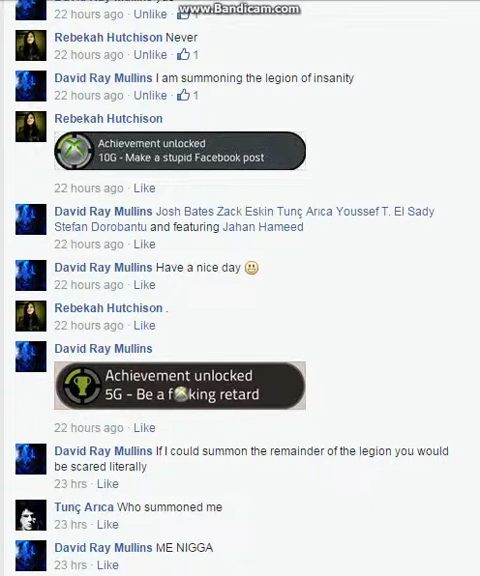 www.Bandicam.com
22 hours ago · Unlike · 1
Rebekah Hutchison Never
22 hours ago · Unlike · 1
David Ray Mullins I am summoning the legion of insanity
22 hours ago · Unlike · 1
Rebekah Hutchison
Achievement unlocked
10G - Make a stupid Facebook post
22 hours ago · Like
David Ray Mullins Josh Bates Zack Eskin Tunç Arıca Youssef T. El Sady
Stefan Dorobantu and featuring Jahan Hameed
22 hours ago · Like
David Ray Mullins Have a nice day
22 hours ago · Like
Rebekah Hutchison .
22 hours ago · Like
David Ray Mullins
Achievement unlocked
5G - Be a f king retard
22 hours ago · Like
David Ray Mullins If I could summon the remainder of the legion you would
be scared literally
23 hrs · Like
Tunç Arıca Who summoned me
23 hrs · Like
David Ray Mullins ME NIGGA
23 hrs · Like